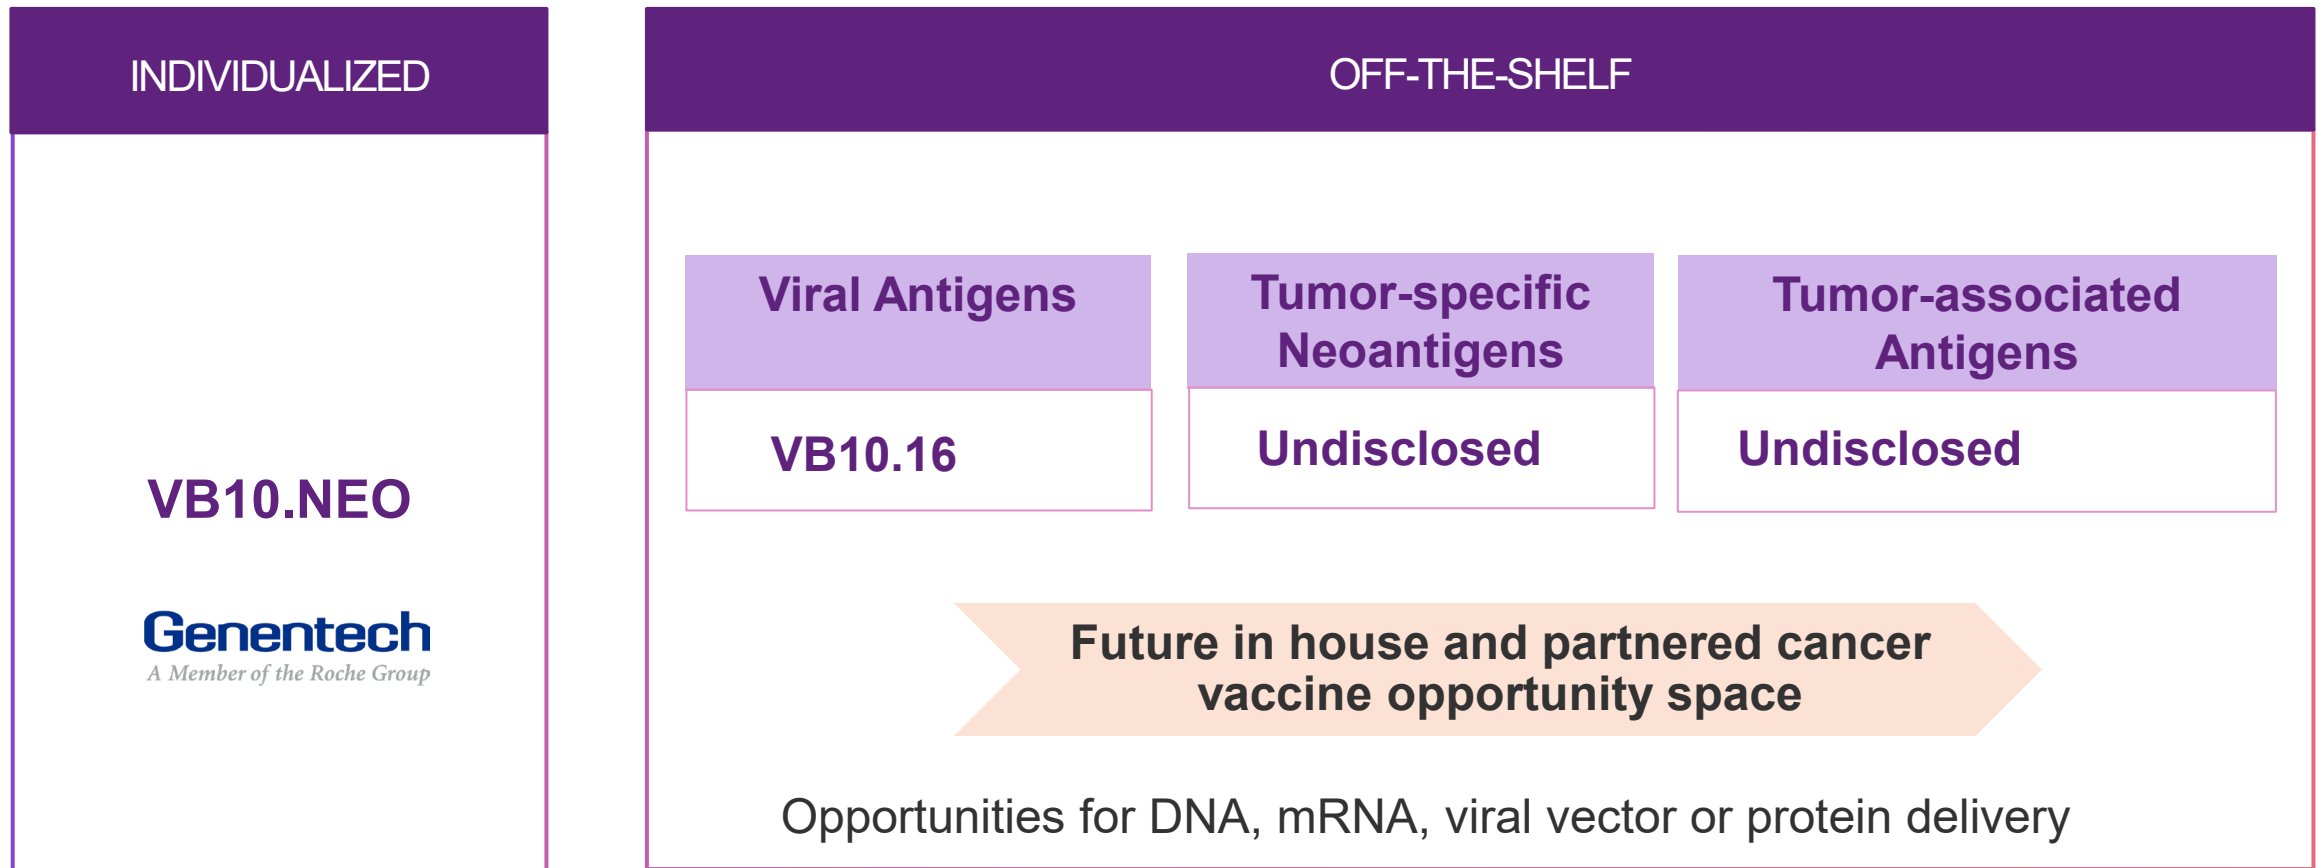 INDIVIDUALIZED
VB10.NEO
Genentech
A Member of the Roche Group
OFF-THE-SHELF
Viral Antigens
VB10.16
Tumor-specific
Neoantigens
Undisclosed
Tumor-associated
Antigens
Undisclosed
Future in house and partnered cancer
vaccine opportunity space
Opportunities for DNA, mRNA, viral vector or protein delivery